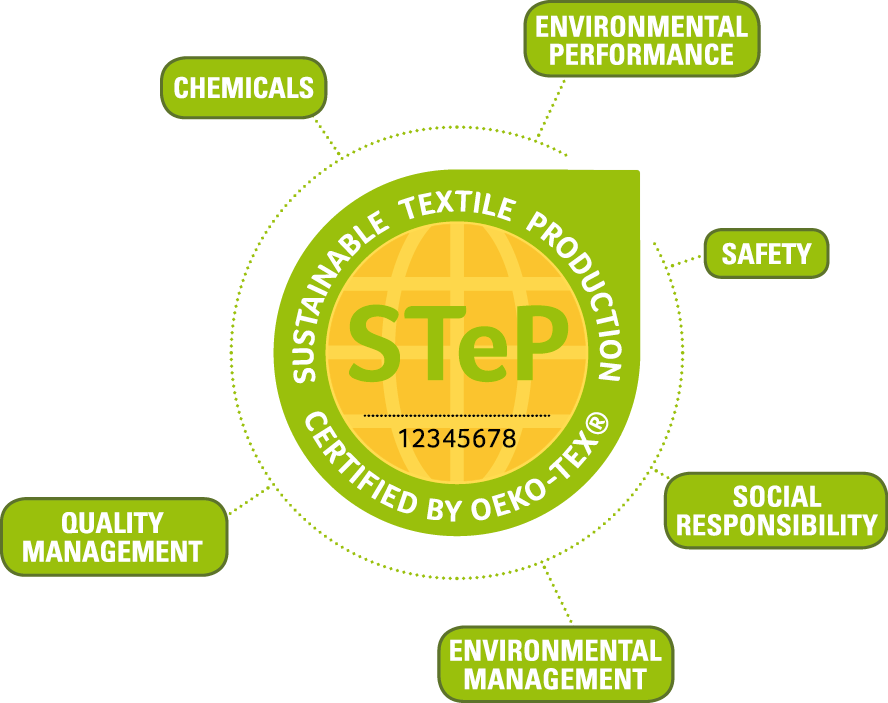 ENVIRONMENTAL
PERFORMANCE
CHEMICALS
SAFETY
SUSTAINABLE TEXTILE PRODUCTION
STeP
12345678
CERTIFIED BY OEKO-TEX®
QUALITY
MANAGEMENT
SOCIAL
RESPONSIBILITY
ENVIRONMENTAL
MANAGEMENT